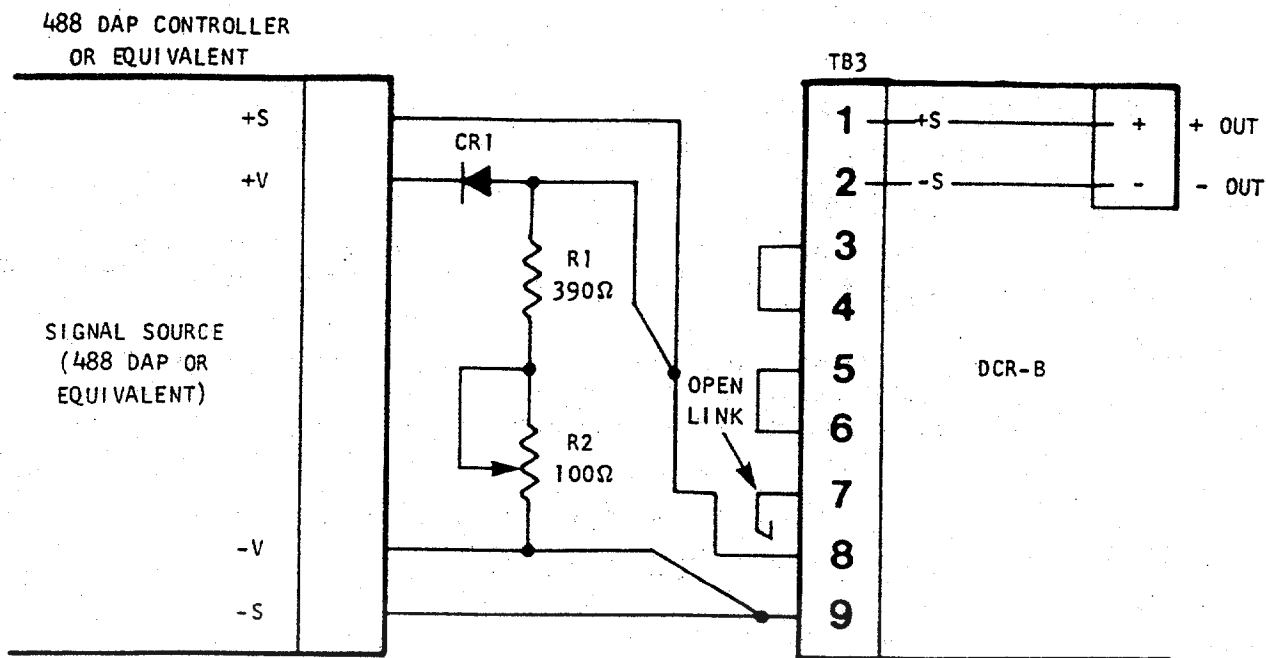 488 DAP CONTROLLER
OR EQUIVALENT
+S
+V
SIGNAL SOURCE
(488 DAP OR
EQUIVALENT)
-V
-S
CR1
R1
390Ω
R2
100Ω
OPEN
LINK
TB3
1
2
3
4
5
6
7
8
9
+S
-S
+
-
+ OUT
- OUT
DCR-B